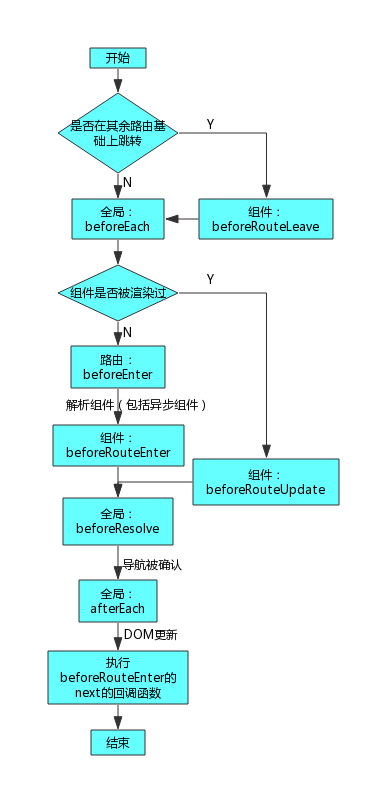 开始
是否在其余路由基
础上跳转
Y
N
全局：
beforeEach
组件：
beforeRouteLeave
组件是否被渲染过
Y
N
路由：
beforeEnter
解析组件（包括异步组件）
组件：
beforeRouteEnter
组件：
beforeRouteUpdate
全局：
beforeResolve
导航被确认
全局：
afterEach
DOM更新
执行
beforeRouteEnter的
next的回调函数
结束